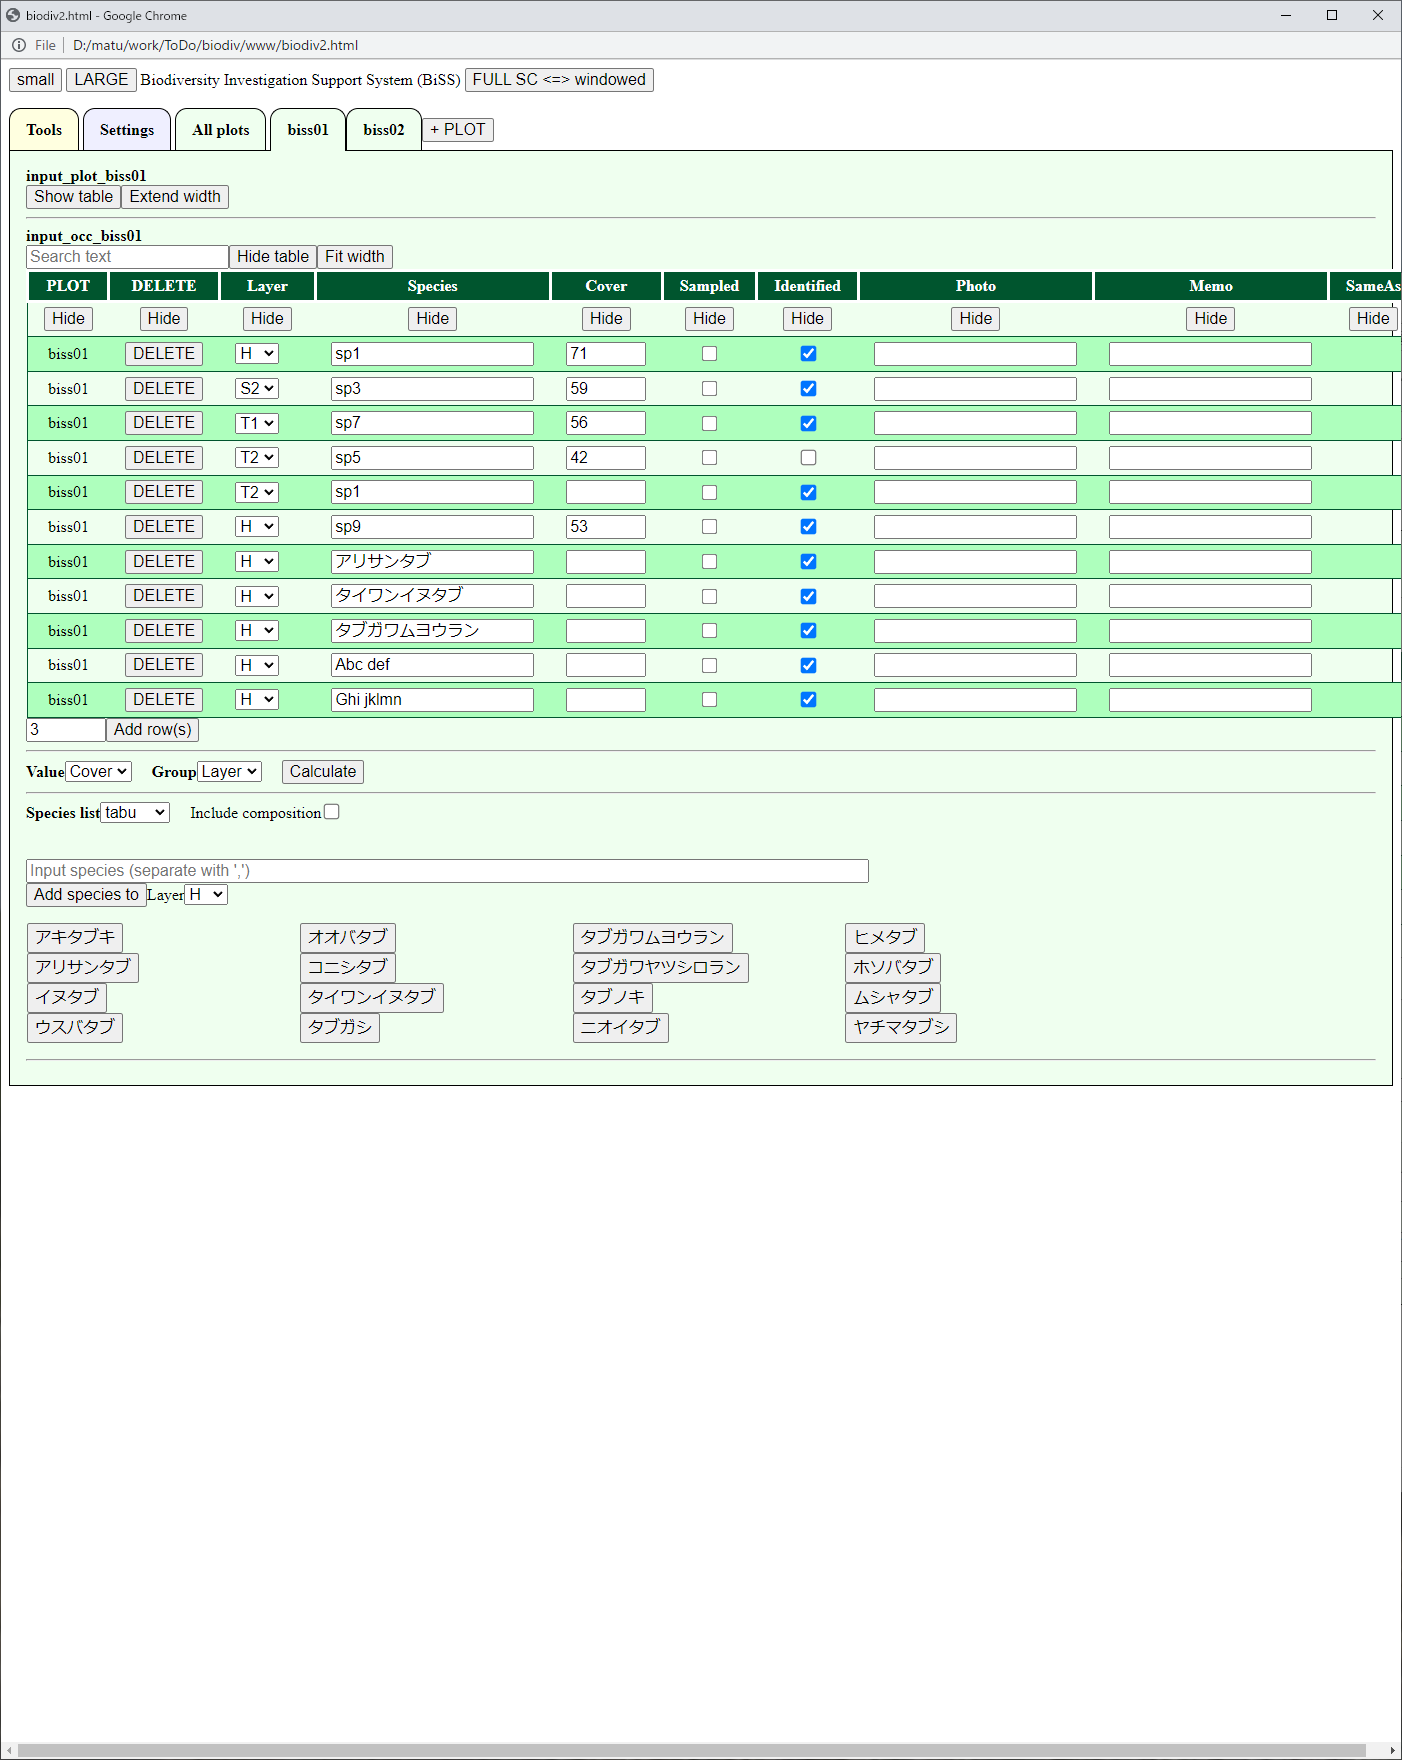 biodiv2.html - Google Chrome
File D:/matu/work/ToDo/biodiv/www/biodiv2.html
small LARGE Biodiversity Investigation Support System (BiSS) FULL SC <=> windowed
Tools Settings All plots biss01 biss02 + PLOT
input_plot_biss01
Show table Extend width
input_occ_biss01
Search text Hide table Fit width
PLOT DELETE Layer Species Cover Sampled Identified Photo Memo SameAs
Hide Hide Hide Hide Hide Hide Hide Hide Hide Hide
biss01 DELETE H sp1 71
biss01 DELETE S2 sp3 59
biss01 DELETE T1 sp7 56
biss01 DELETE T2 sp5 42
biss01 DELETE T2 sp1
biss01 DELETE H sp9 53
biss01 DELETE H アリサンタブ
biss01 DELETE H タイワンイヌタブ
biss01 DELETE H タブガワムヨウラン
biss01 DELETE H Abc def
biss01 DELETE H Ghi jklmn
3 Add row(s)
Value Cover Group Layer Calculate
Species list tabu Include composition
Input species (separate with ',')
Add species to Layer H
アキタブキ オオバタブ タブガワムヨウラン ヒメタブ
アリサンタブ コニシタブ タブガワヤツシロラン ホソバタブ
イヌタブ タイワンイヌタブ タブノキ ムシャタブ
ウスバタブ タブガシ ニオイタブ ヤチマタブシ